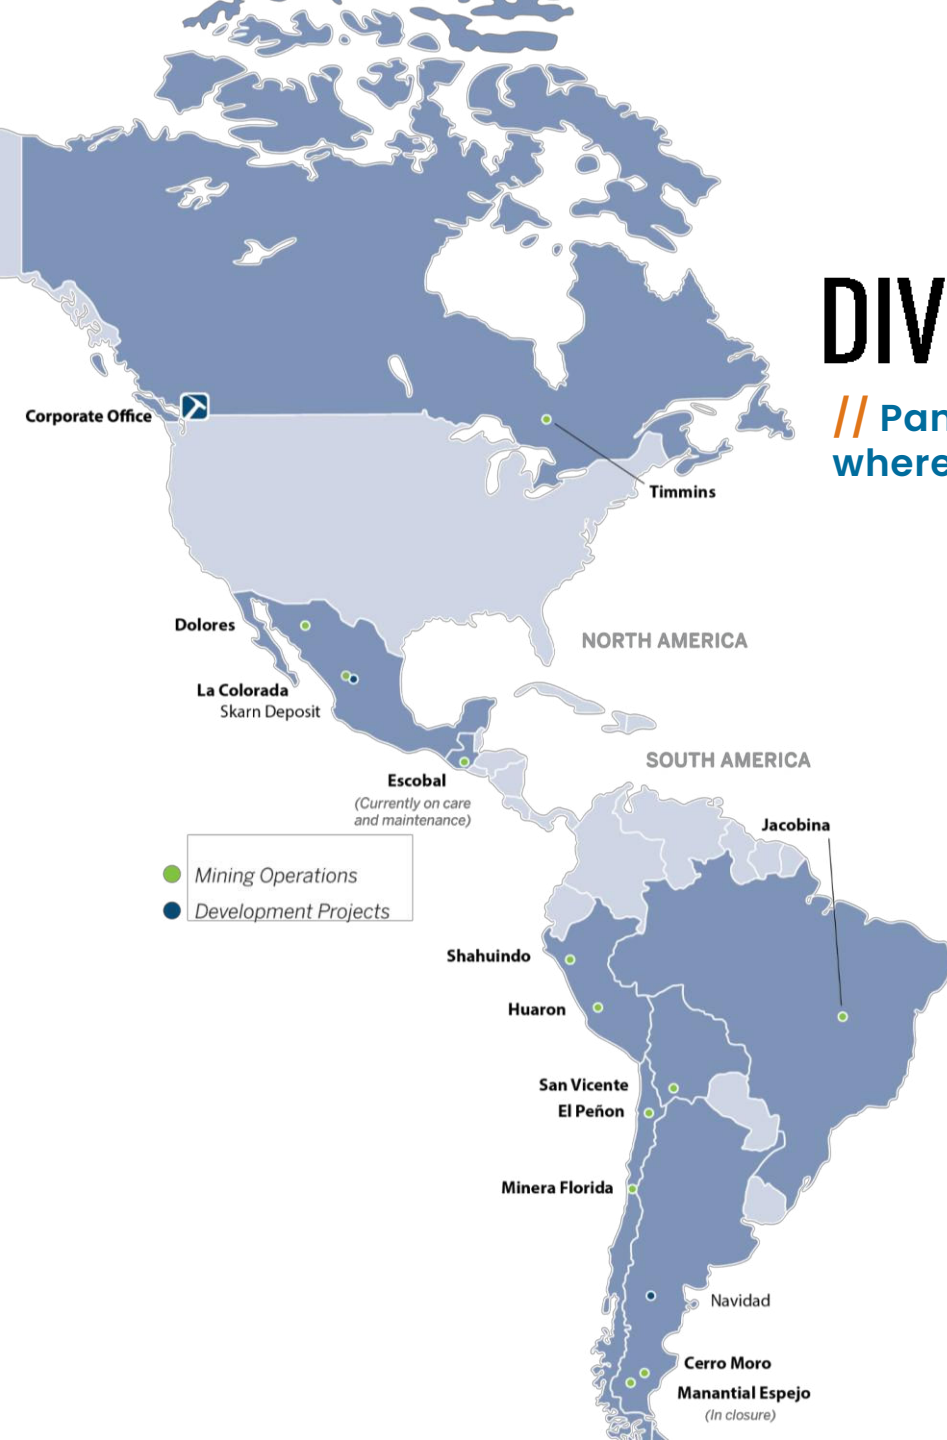 DIV
// Pan
where
Corporate Office
Timmins
Dolores
NORTH AMERICA
La Colorada
Skarn Deposit
SOUTH AMERICA
Escobal
(Currently on care
and maintenance)
Jacobina
Mining Operations
Development Projects
Shahuindo
Huaron
San Vicente
El Peñon
Minera Florida
Navidad
Cerro Moro
Manantial Espejo
(In closure)